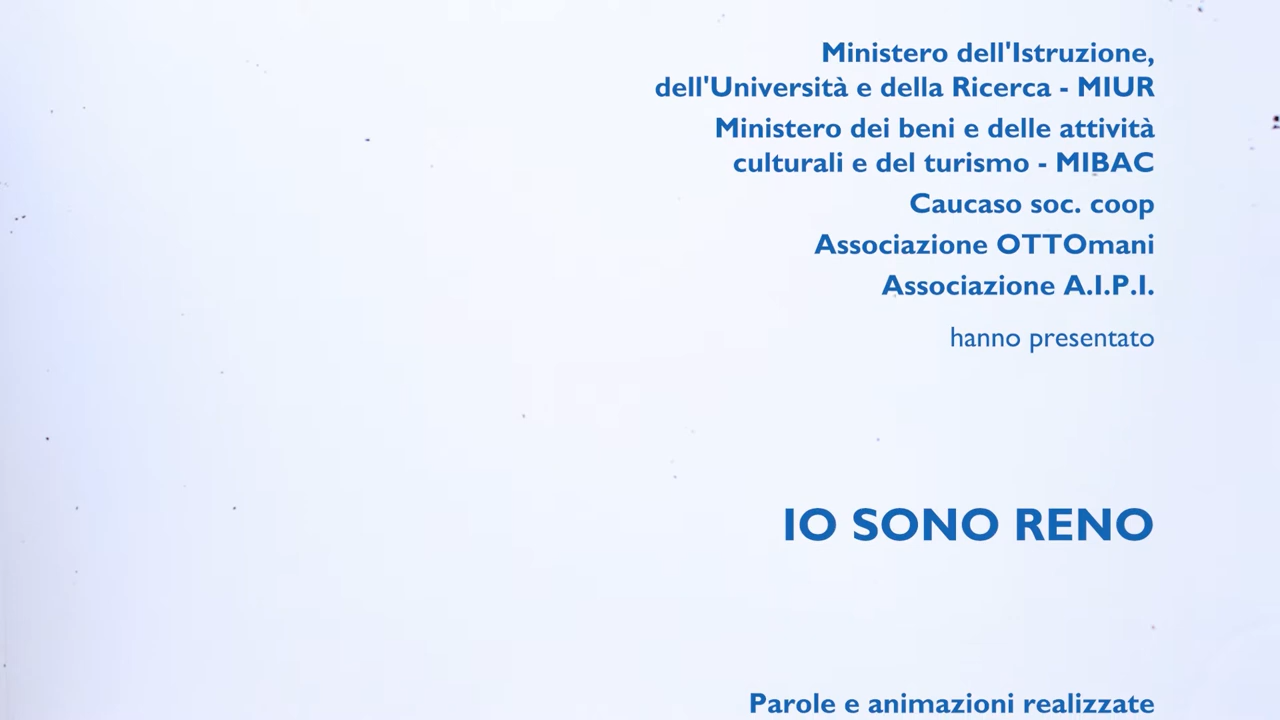 Ministero dell'Istruzione,
dell'Università e della Ricerca - MIUR
Ministero dei beni e delle attività
culturali e del turismo - MIBAC
Caucaso soc. coop
Associazione OTTOmani
Associazione A.I.P.I.
hanno presentato
IO SONO RENO
Parole e animazioni realizzate